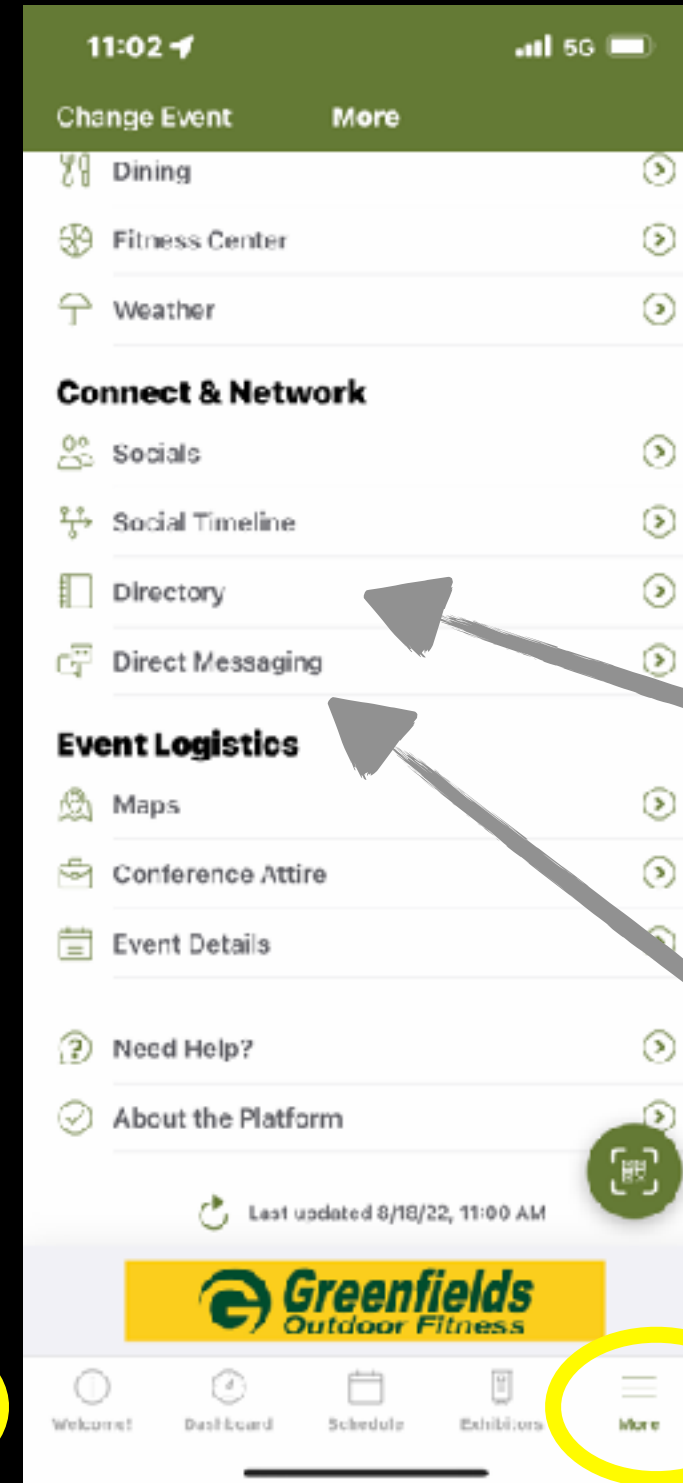 11:02 5G
Change Event More
Dining
Fitness Center
Weather
Connect & Network
Socials
Social Timeline
Directory
Direct Messaging
Event Logistics
Maps
Conference Attire
Event Details
Need Help?
About the Platform
Last updated 8/18/22, 11:00 AM
Greenfields
Outdoor Fitness
Welcome! Dashboard Schedule Exhibitors More